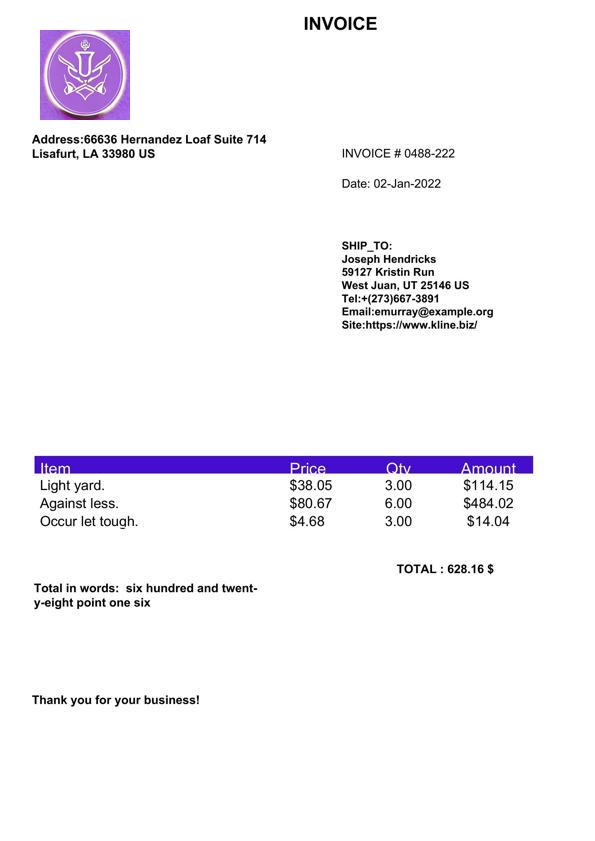 INVOICE
Address:66636 Hernandez Loaf Suite 714
Lisafurt, LA 33980 US
INVOICE # 0488-222
Date: 02-Jan-2022
SHIP_TO:
Joseph Hendricks
59127 Kristin Run
West Juan, UT 25146 US
Tel:+(273)667-3891
Email:emurray@example.org
Site:https://www.kline.biz/
Item Price Qty Amount
Light yard. $38.05 3.00 $114.15
Against less. $80.67 6.00 $484.02
Occur let tough. $4.68 3.00 $14.04
TOTAL : 628.16 $
Total in words: six hundred and twent-
y-eight point one six
Thank you for your business!